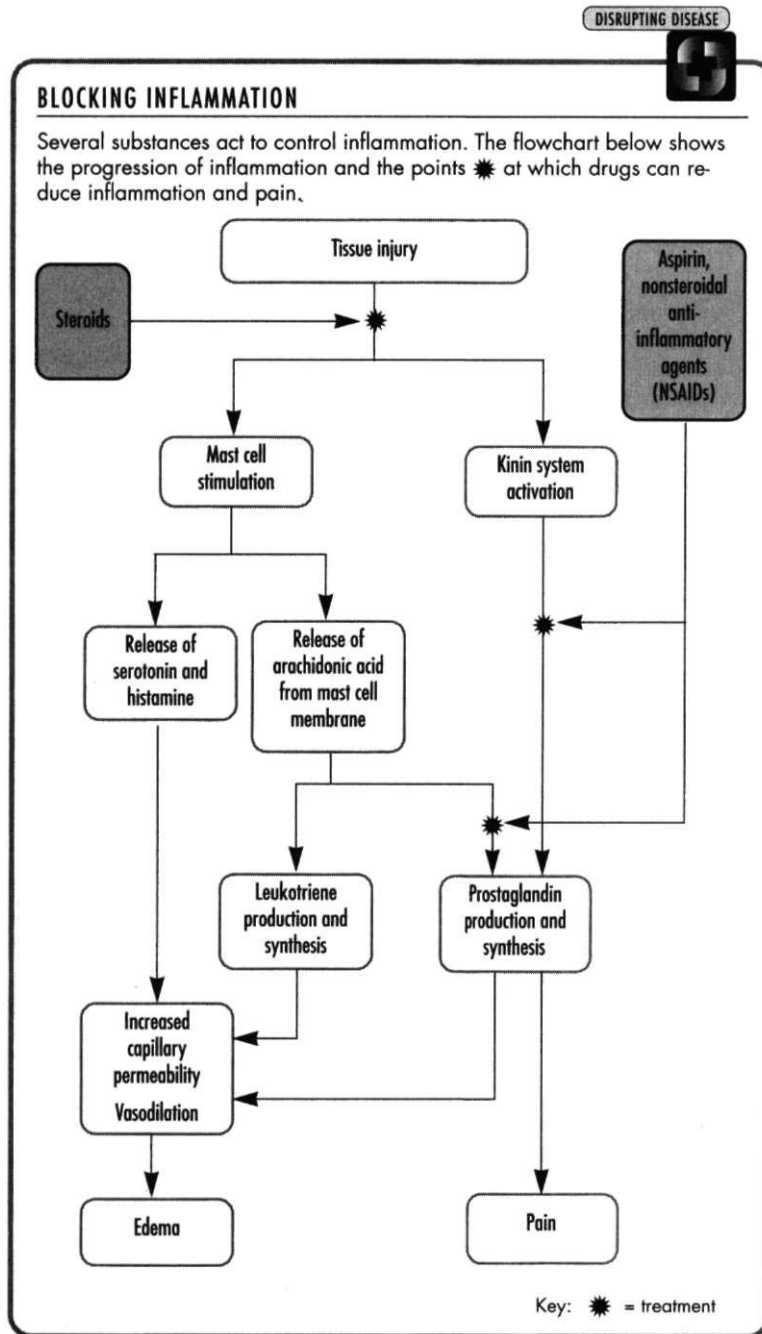 DISRUPTING DISEASE
BLOCKING INFLAMMATION
Several substances act to control inflammation. The flowchart below shows
the progression of inflammation and the points ✹ at which drugs can re-
duce inflammation and pain.
Tissue injury
Steroids
Aspirin,
nonsteroidal
anti-
inflammatory
agents
(NSAIDs)
Mast cell
stimulation
Kinin system
activation
Release of
serotonin and
histamine
Release of
arachidonic acid
from mast cell
membrane
Leukotriene
production and
synthesis
Prostaglandin
production and
synthesis
Increased
capillary
permeability
Vasodilation
Edema
Pain
Key: ✹ = treatment